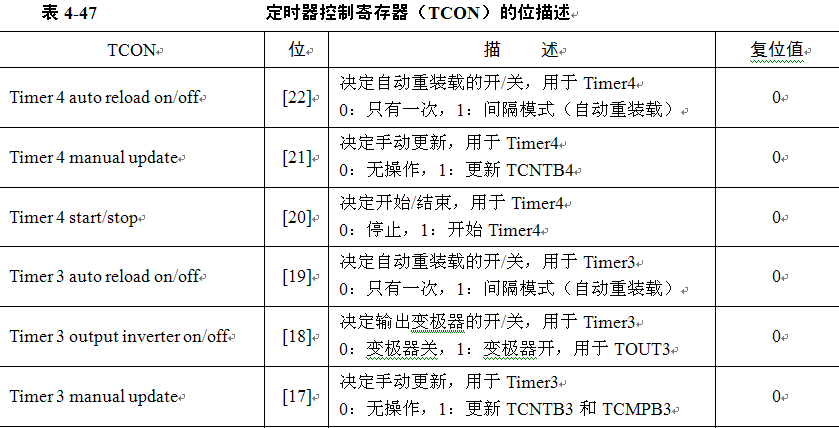 表 4-47 定时器控制寄存器（TCON）的位描述
TCON 位 描 述 复位值
Timer 4 auto reload on/off [22] 决定自动重装载的开/关，用于 Timer4 0：只有一次，1：间隔模式（自动重装载） 0
Timer 4 manual update [21] 决定手动更新，用于 Timer4 0：无操作，1：更新 TCNTB4 0
Timer 4 start/stop [20] 决定开始/结束，用于 Timer4 0：停止，1：开始 Timer4 0
Timer 3 auto reload on/off [19] 决定自动重装载的开/关，用于 Timer3 0：只有一次，1：间隔模式（自动重装载） 0
Timer 3 output inverter on/off [18] 决定输出变极器的开/关，用于 Timer3 0：变极器关，1：变极器开，用于 TOUT3 0
Timer 3 manual update [17] 决定手动更新，用于 Timer3 0：无操作，1：更新 TCNTB3 和 TCMPB3 0